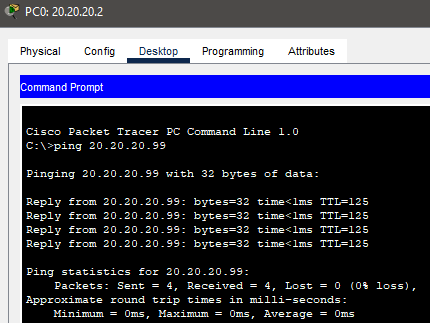 PC0: 20.20.20.2
Physical Config Desktop Programming Attributes
Command Prompt
Cisco Packet Tracer PC Command Line 1.0
C:\>ping 20.20.20.99
Pinging 20.20.20.99 with 32 bytes of data:
Reply from 20.20.20.99: bytes=32 time<1ms TTL=125
Reply from 20.20.20.99: bytes=32 time<1ms TTL=125
Reply from 20.20.20.99: bytes=32 time<1ms TTL=125
Reply from 20.20.20.99: bytes=32 time<1ms TTL=125
Ping statistics for 20.20.20.99:
Packets: Sent = 4, Received = 4, Lost = 0 (0% loss),
Approximate round trip times in milli-seconds:
Minimum = 0ms, Maximum = 0ms, Average = 0ms